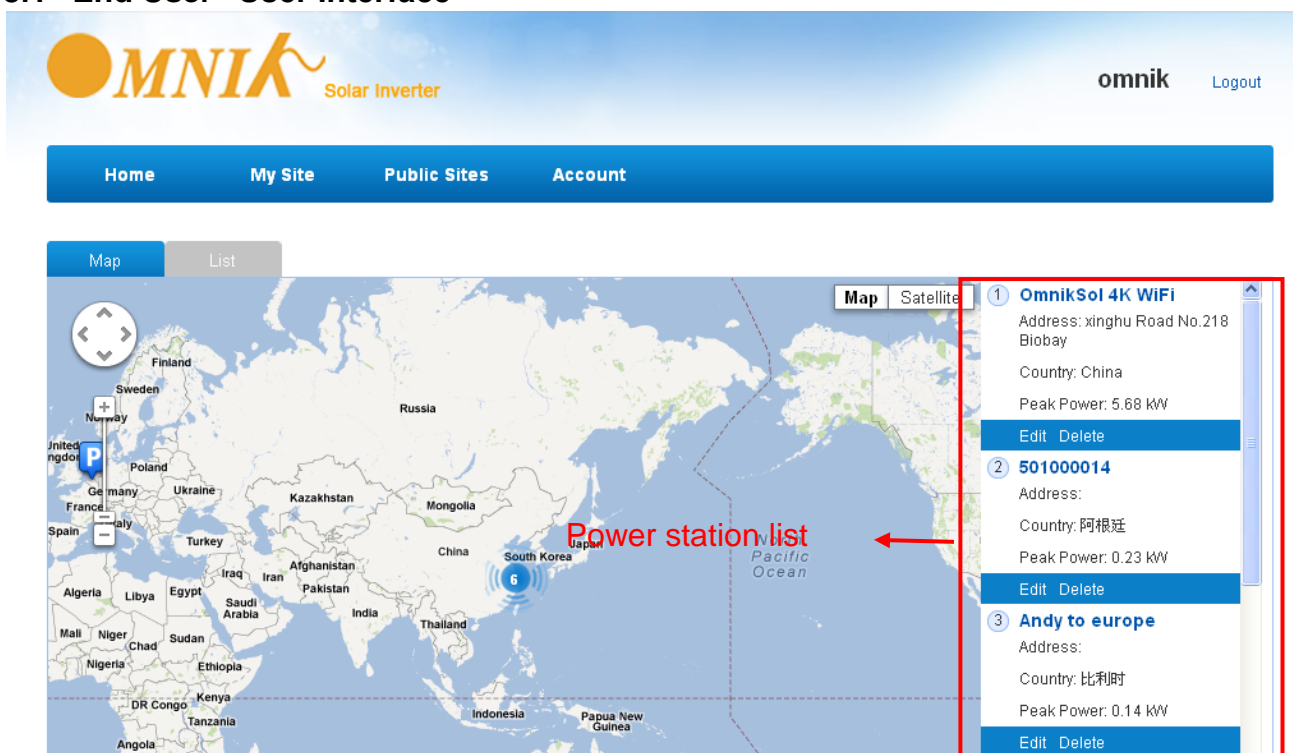 OMNIK Solar Inverter
omnik Logout
Home My Site Public Sites Account
Map List
Map Satellite
Finland
Sweden
Norway
Russia
Poland
Germany
Ukraine
France
Kazakhstan
Mongolia
Spain
Italy
Turkey
China
South Korea
Japan
Power station list
North
Pacific
Ocean
Afghanistan
Iraq
Iran
Pakistan
6
P
Algeria
Libya
Egypt
Saudi
Arabia
India
Thailand
Mali
Niger
Chad
Sudan
Nigeria
Ethiopia
Kenya
DR Congo
Tanzania
Indonesia
Papua New
Guinea
Angola
1 OmnikSol 4K WiFi
Address: xinghu Road No.218
Biobay
Country: China
Peak Power: 5.68 kW
Edit Delete
2 501000014
Address:
Country: 阿根廷
Peak Power: 0.23 kW
Edit Delete
3 Andy to europe
Address:
Country: 比利时
Peak Power: 0.14 kW
Edit Delete